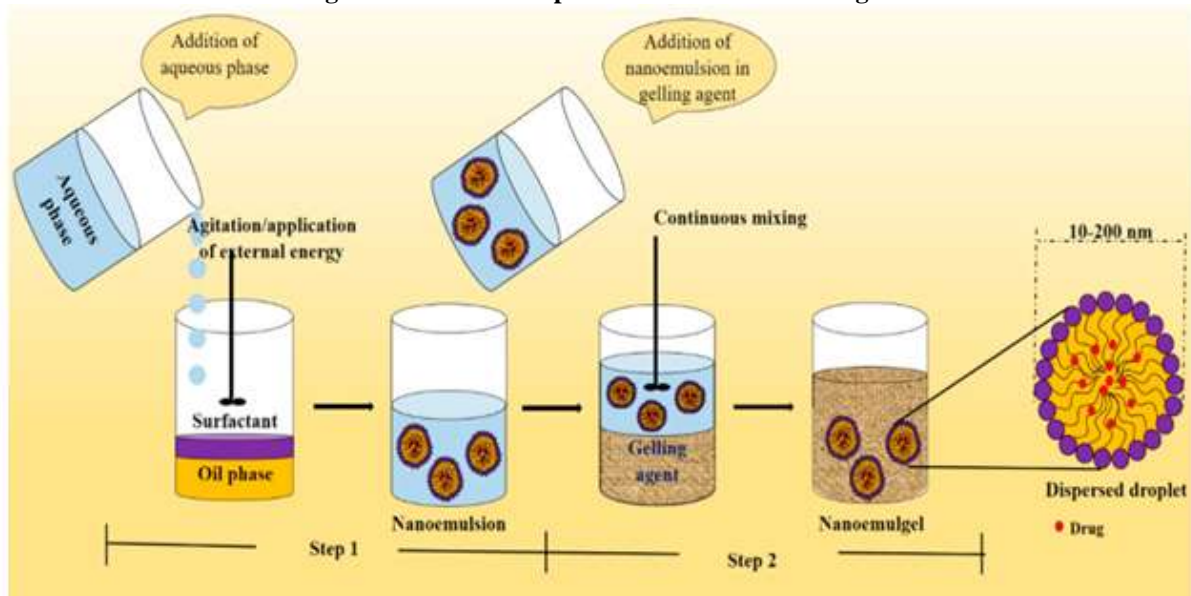 Addition of
aqueous phase
Addition of
nanoemulsion in
gelling agent
Aqueous
phase
Agitation/application
of external energy
Continuous mixing
10-200 nm
Surfactant
Oil phase
Gelling
agent
Nanoemulsion
Nanoemulgel
Dispersed droplet
Drug
Step 1
Step 2